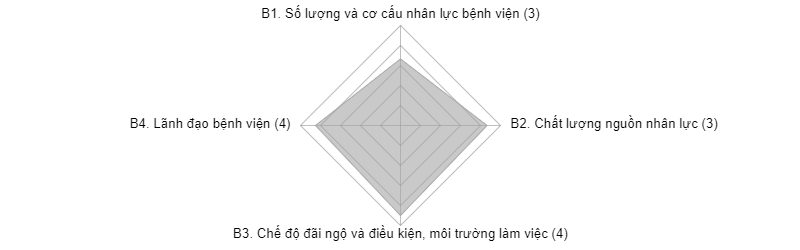 B1. Số lượng và cơ cấu nhân lực bệnh viện (3)
B4. Lãnh đạo bệnh viện (4)
B2. Chất lượng nguồn nhân lực (3)
B3. Chế độ đãi ngộ và điều kiện, môi trường làm việc (4)